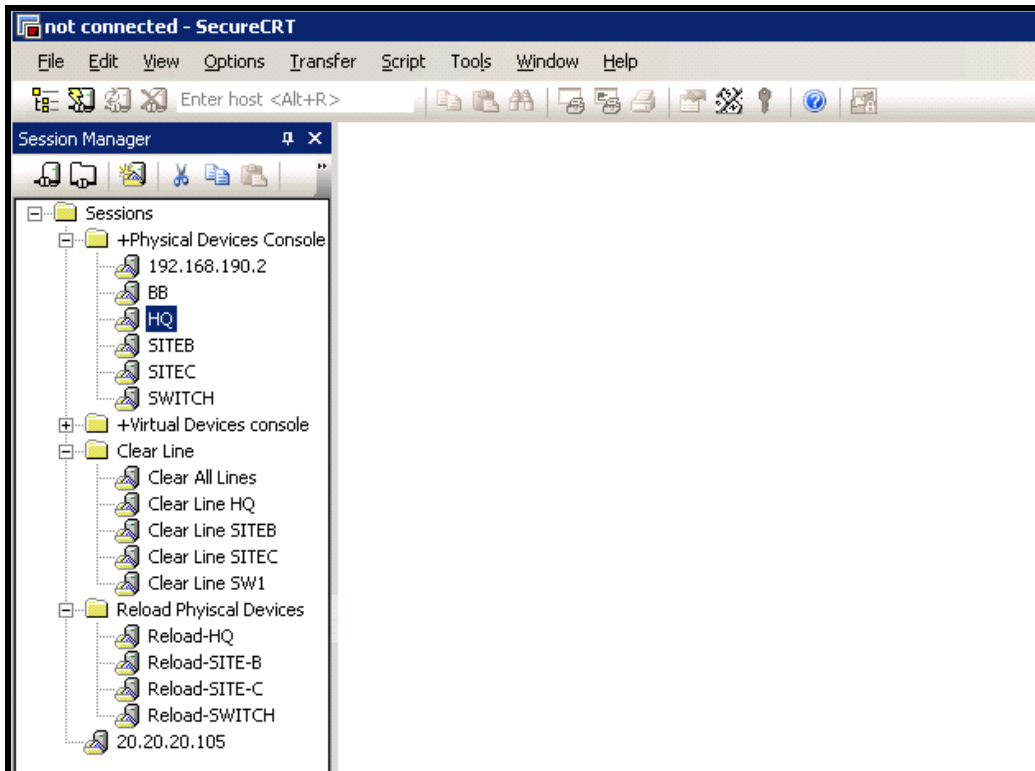 not connected - SecureCRT
File Edit View Options Transfer Script Tools Window Help
Enter host <Alt+R>
Session Manager
Sessions
+Physical Devices Console
192.168.190.2
BB
HQ
SITEB
SITEC
SWITCH
+Virtual Devices console
Clear Line
Clear All Lines
Clear Line HQ
Clear Line SITEB
Clear Line SITEC
Clear Line SW1
Reload Phyiscal Devices
Reload-HQ
Reload-SITE-B
Reload-SITE-C
Reload-SWITCH
20.20.20.105